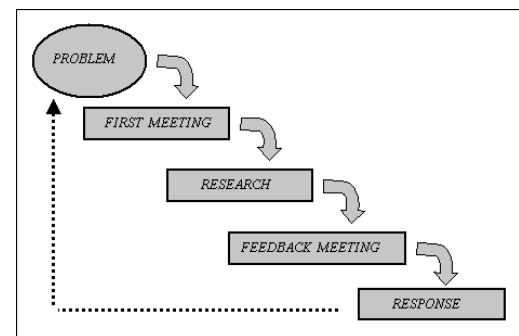 PROBLEM
FIRST MEETING
RESEARCH
FEEDBACK MEETING
RESPONSE